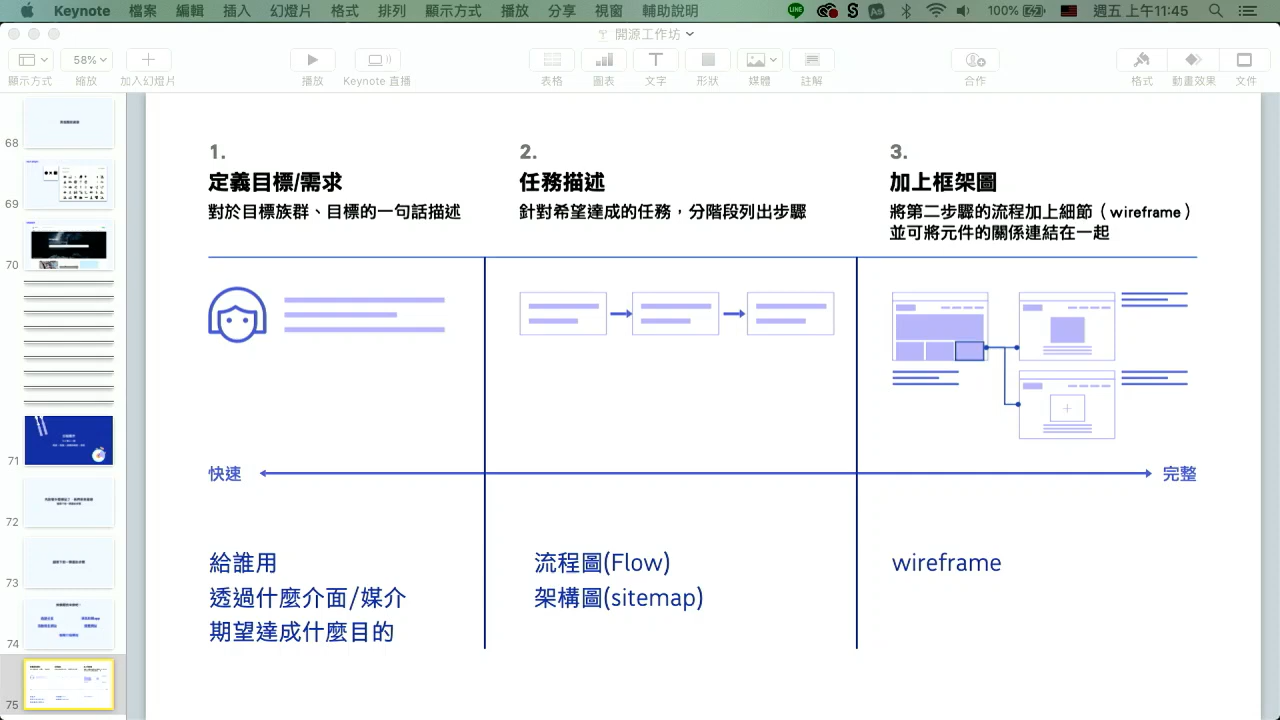 Keynote 檔案 編輯 插入 幻燈片 格式 排列 顯示方式 播放 分享 視窗 輔助說明
LINE 100% 週五 上午11:45
開源工作坊
58%
顯示方式 縮放 加入幻燈片 播放 Keynote 直播 表格 圖表 文字 形狀 媒體 註解 合作 格式 動畫效果 文件
68
69
70
71
72
73
74
75
1.
定義目標/需求
對於目標族群、目標的一句話描述
2.
任務描述
針對希望達成的任務，分階段列出步驟
3.
加上框架圖
將第二步驟的流程加上細節（wireframe）
並可將元件的關係連結在一起
快速
完整
給誰用
透過什麼介面/媒介
期望達成什麼目的
流程圖(Flow)
架構圖(sitemap)
wireframe